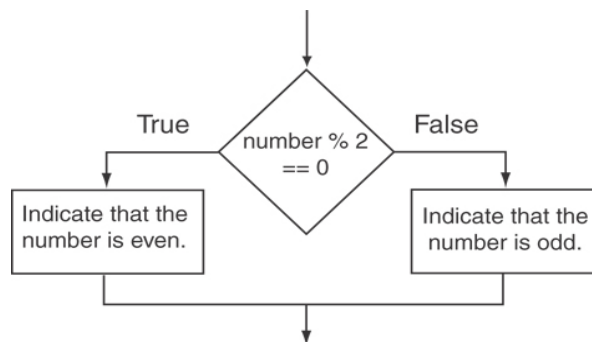 True
number % 2
== 0
False
Indicate that the
number is even.
Indicate that the
number is odd.